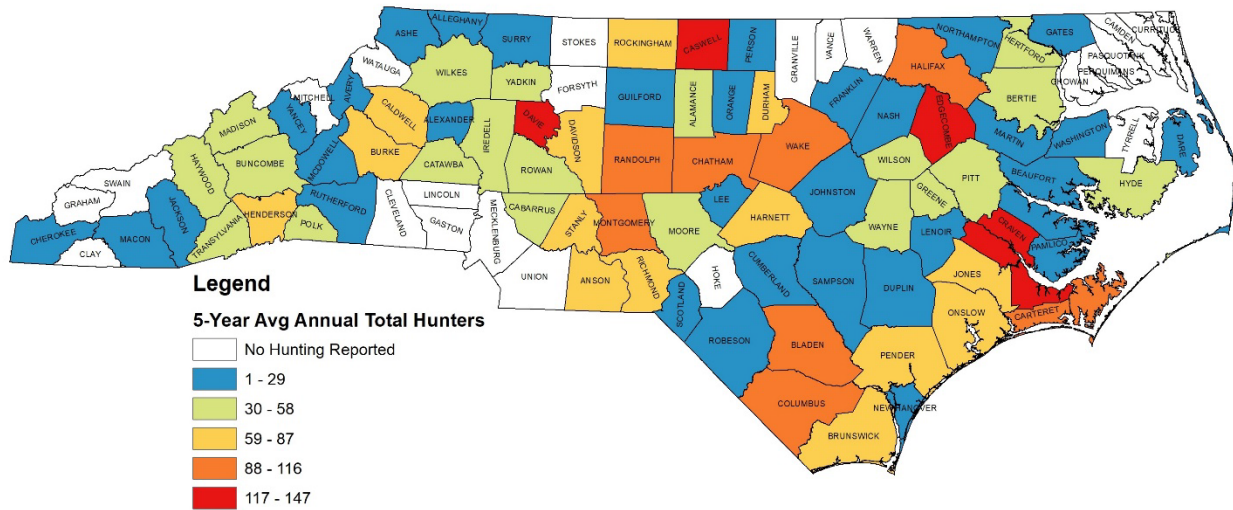 ALLEGHANY
ASHE
SURRY
STOKES
ROCKINGHAM
CASWELL
PERSON
GRANVILLE
VANCE
WARREN
NORTHAMPTON
HERTFORD
GATES
CAMDEN
CURRITUCK
PASQUOTANK
PERQUIMANS
CHOWAN
WATAUGA
WILKES
YADKIN
FORSYTH
GUILFORD
ALAMANCE
ORANGE
DURHAM
FRANKLIN
HALIFAX
BERTIE
MITCHELL
AVERY
YANCEY
CALDWELL
ALEXANDER
IREDELL
DAVIE
DAVIDSON
RANDOLPH
CHATHAM
WAKE
NASH
EDGECOMBE
MARTIN
WASHINGTON
TYRRELL
DARE
MADISON
BUNCOMBE
MCDOWELL
BURKE
CATAWBA
ROWAN
WILSON
PITT
BEAUFORT
HYDE
HAYWOOD
SWAIN
GRAHAM
RUTHERFORD
CLEVELAND
LINCOLN
GASTON
MECKLENBURG
CABARRUS
STANLY
MONTGOMERY
MOORE
LEE
HARNETT
JOHNSTON
WAYNE
GREENE
LENOIR
CRAVEN
PAMLICO
CHEROKEE
CLAY
MACON
JACKSON
TRANSYLVANIA
HENDERSON
POLK
UNION
ANSON
RICHMOND
SCOTLAND
HOKE
CUMBERLAND
SAMPSON
DUPLIN
JONES
ONSLOW
CARTERET
ROBESON
BLADEN
PENDER
COLUMBUS
NEW HANOVER
BRUNSWICK
Legend
5-Year Avg Annual Total Hunters
No Hunting Reported
1 - 29
30 - 58
59 - 87
88 - 116
117 - 147